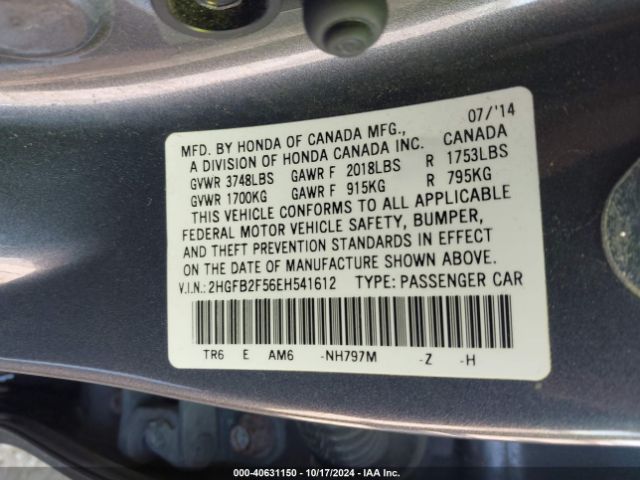 07/'14
MFD. BY HONDA OF CANADA MFG., CANADA
A DIVISION OF HONDA CANADA INC.
GVWR 3748LBS GAWR F 2018LBS R 1753LBS
GVWR 1700KG GAWR F 915KG R 795KG
THIS VEHICLE CONFORMS TO ALL APPLICABLE
FEDERAL MOTOR VEHICLE SAFETY, BUMPER,
AND THEFT PREVENTION STANDARDS IN EFFECT
ON THE DATE OF MANUFACTURE SHOWN ABOVE.
V.I.N.: 2HGFB2F56EH541612 TYPE: PASSENGER CAR
TR6 E AM6 -NH797M -Z -H
000-40631150 | 10/17/2024 | IAA Inc.